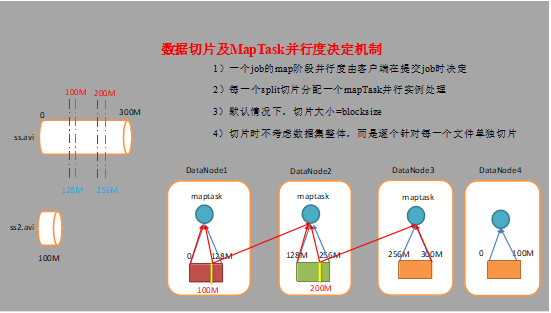 数据切片及MapTask并行度决定机制
1）一个job的map阶段并行度由客户端在提交job时决定
2）每一个split切片分配一个mapTask并行实例处理
3）默认情况下，切片大小=blocksize
4）切片时不考虑数据集整体，而是逐个针对每一个文件单独切片
100M 200M
0 300M
ss.avi
128M 256M
ss2.avi
100M
DataNode1 DataNode2 DataNode3 DataNode4
maptask maptask maptask
0 128M 128M 256M 256M 300M 0 100M
100M 200M